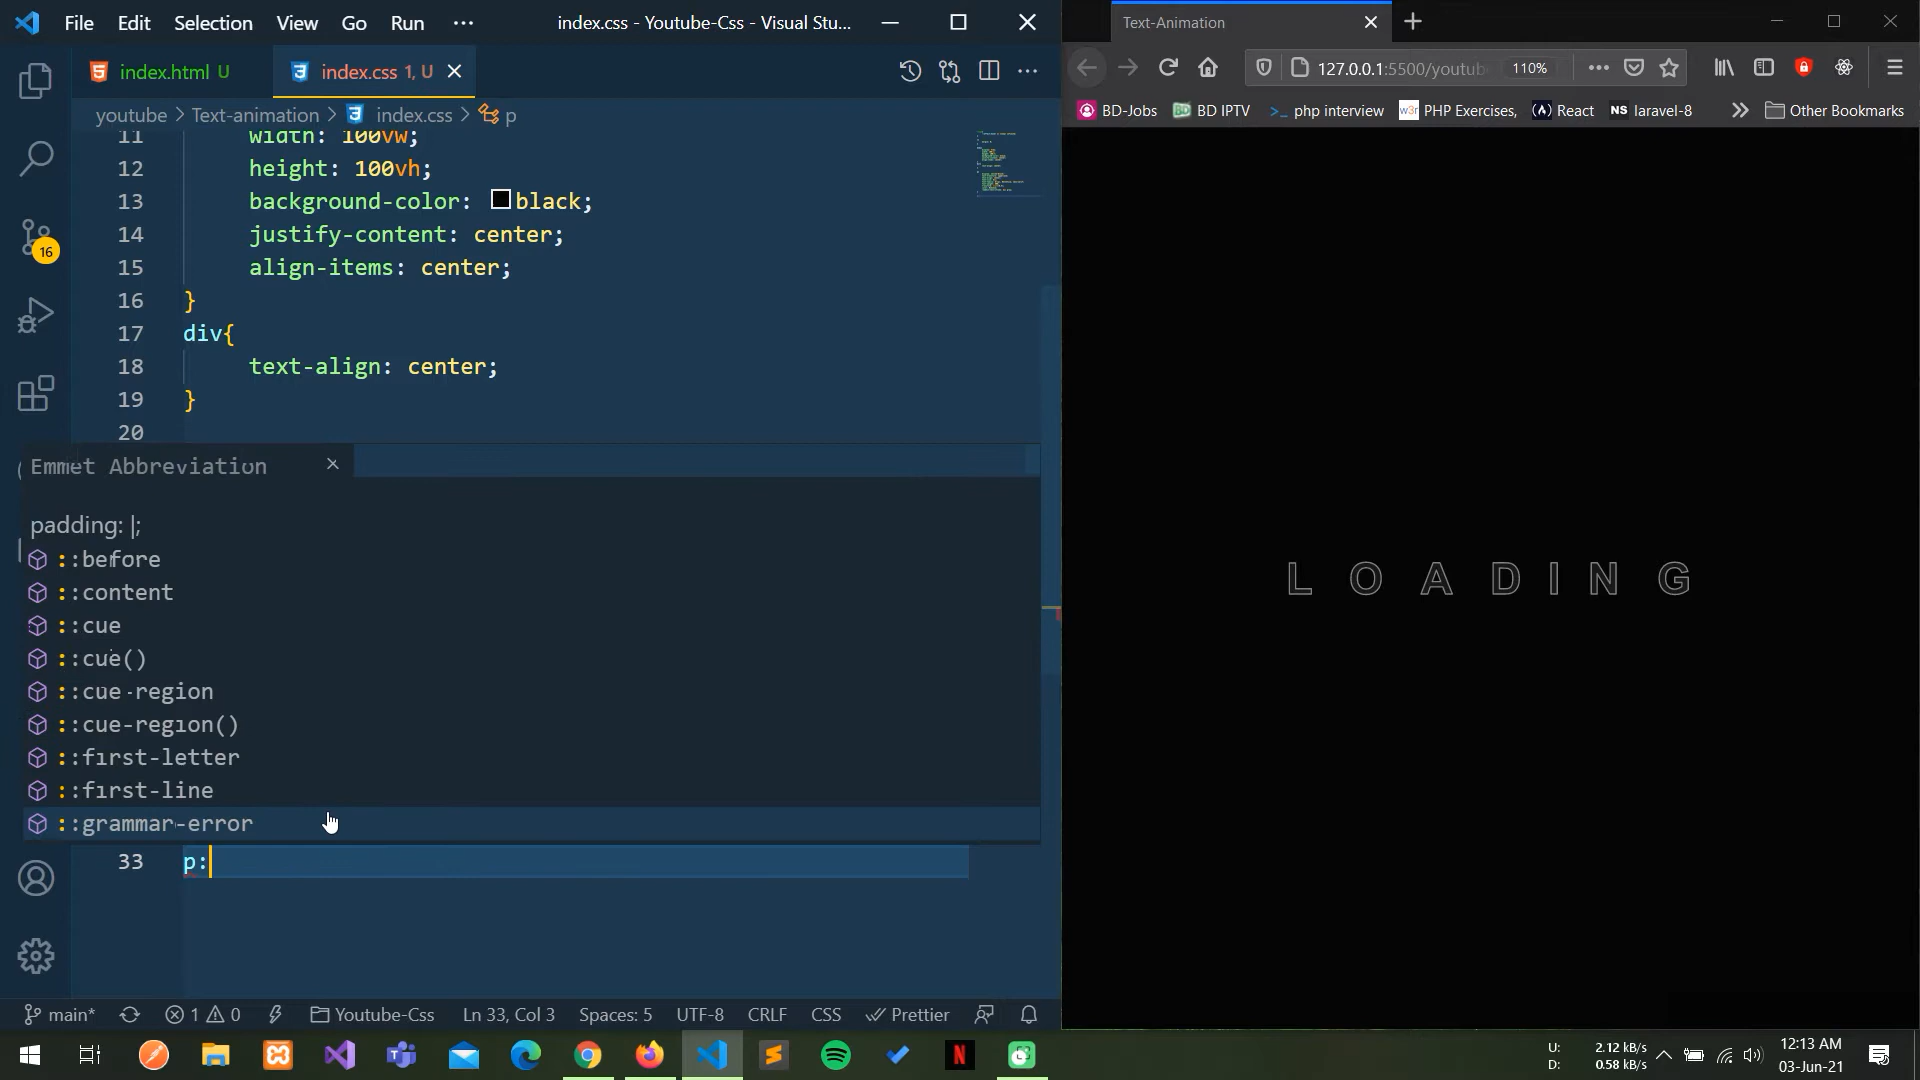 File Edit Selection View Go Run ··· index.css - Youtube-Css - Visual Stu...
index.html U index.css 1, U
youtube > Text-animation > index.css > p
11 width: 100vw;
12 height: 100vh;
13 background-color: black;
14 justify-content: center;
15 align-items: center;
16 }
17 div{
18 text-align: center;
19 }
20
Emmet Abbreviation
padding: |;
::before
::content
::cue
::cue()
::cue-region
::cue-region()
::first-letter
::first-line
::grammar-error
33 p:
16
main* 1 0 Youtube-Css Ln 33, Col 3 Spaces: 5 UTF-8 CRLF CSS Prettier
Text-Animation
127.0.0.1:5500/youtub 110%
BD-Jobs BD IPTV php interview PHP Exercises, React NS laravel-8 Other Bookmarks
L O A D I N G
U: 2.12 kB/s
D: 0.58 kB/s
12:13 AM
03-Jun-21